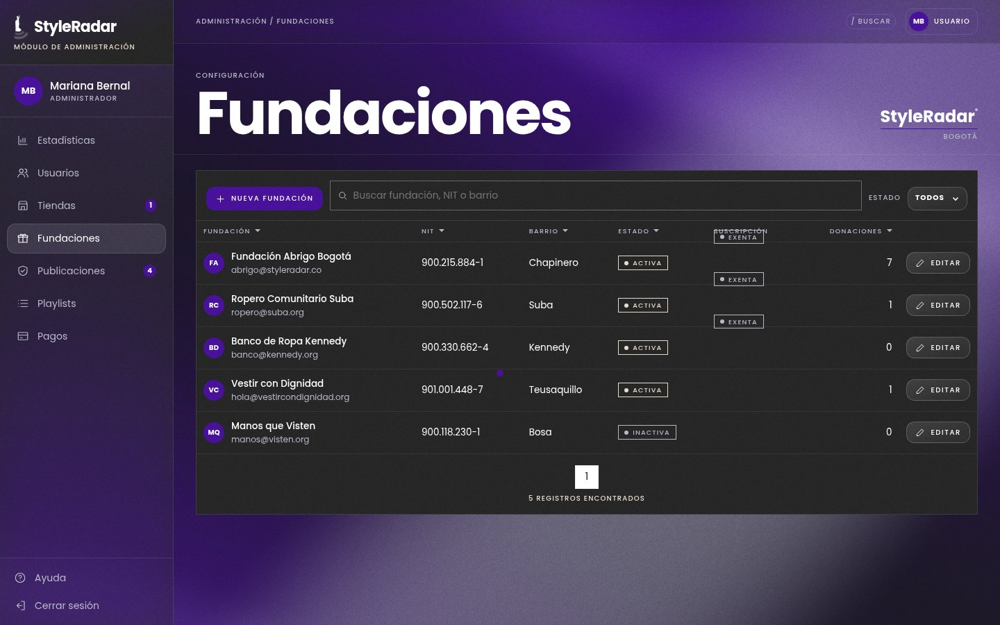 StyleRadar
MÓDULO DE ADMINISTRACIÓN
MB
Mariana Bernal
ADMINISTRADOR
Estadísticas
Usuarios
Tiendas 1
Fundaciones
Publicaciones 4
Playlists
Pagos
Ayuda
Cerrar sesión
ADMINISTRACIÓN / FUNDACIONES
/ BUSCAR
MB USUARIO
CONFIGURACIÓN
Fundaciones
StyleRadar
BOGOTÁ
NUEVA FUNDACIÓN
Buscar fundación, NIT o barrio
ESTADO
TODOS
FUNDACIÓN NIT BARRIO ESTADO SUSCRIPCIÓN DONACIONES
EXENTA
FA Fundación Abrigo Bogotá 900.215.884-1 Chapinero ACTIVA 7 EDITAR
abrigo@styleradar.co
EXENTA
RC Ropero Comunitario Suba 900.502.117-6 Suba ACTIVA 1 EDITAR
ropero@suba.org
EXENTA
BD Banco de Ropa Kennedy 900.330.662-4 Kennedy ACTIVA 0 EDITAR
banco@kennedy.org
VC Vestir con Dignidad 901.001.448-7 Teusaquillo ACTIVA 1 EDITAR
hola@vestircondignidad.org
MQ Manos que Visten 900.118.230-1 Bosa INACTIVA 0 EDITAR
manos@visten.org
1
5 REGISTROS ENCONTRADOS